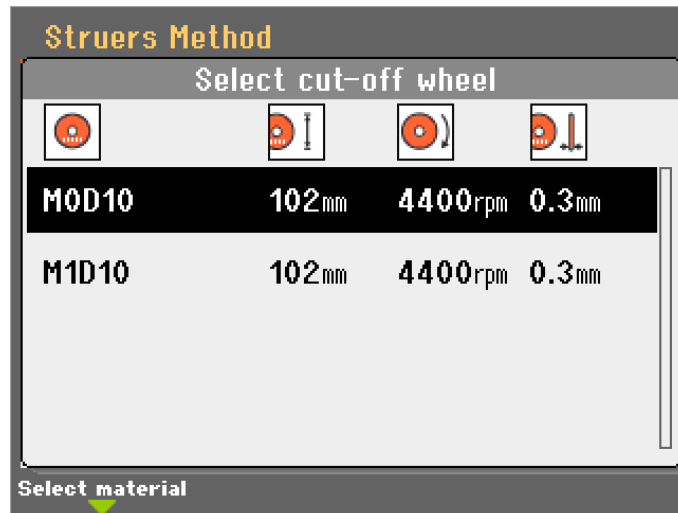 Struers Method
Select cut-off wheel
M0D10 102mm 4400rpm 0.3mm
M1D10 102mm 4400rpm 0.3mm
Select material